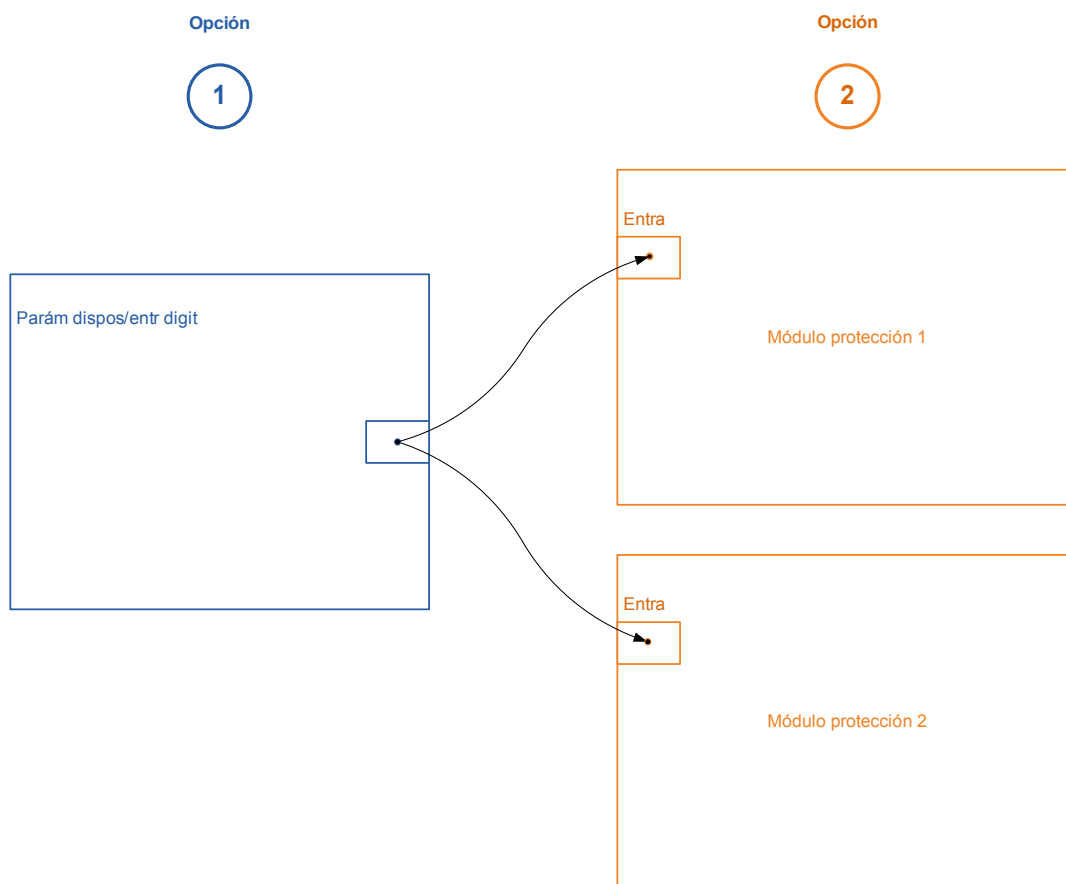 Opción
Opción
1
2
Entra
Parám dispos/entr digit
Módulo protección 1
Entra
Módulo protección 2